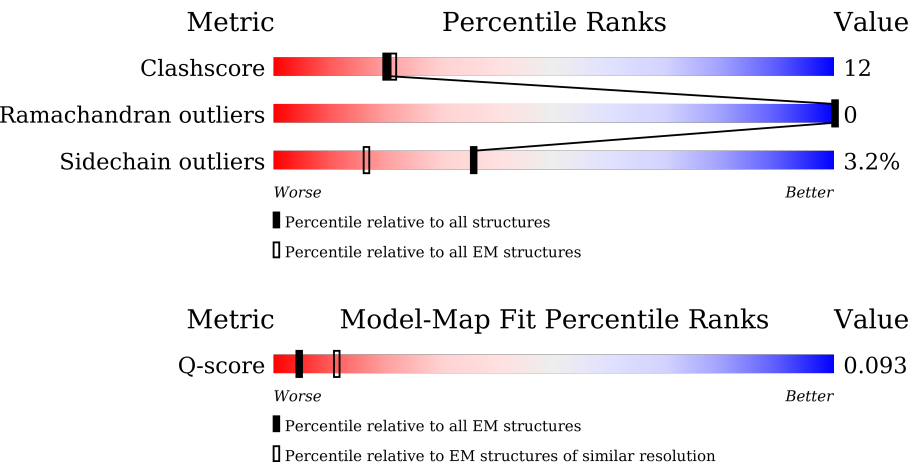 Metric Percentile Ranks Value
Clashscore 12
Ramachandran outliers 0
Sidechain outliers 3.2%
Worse Better
Percentile relative to all structures
Percentile relative to all EM structures
Metric Model-Map Fit Percentile Ranks Value
Q-score 0.093
Worse Better
Percentile relative to all EM structures
Percentile relative to EM structures of similar resolution